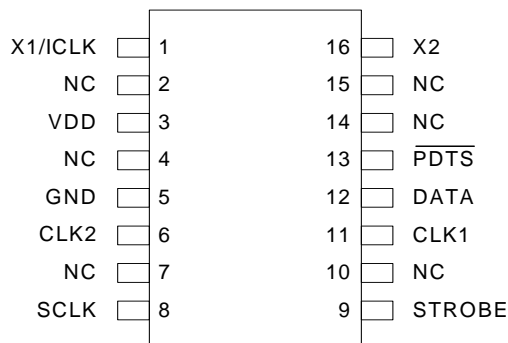 X1/ICLK 1 16 X2
NC 2 15 NC
VDD 3 14 NC
NC 4 13 P̅D̅T̅S̅
GND 5 12 DATA
CLK2 6 11 CLK1
NC 7 10 NC
SCLK 8 9 STROBE